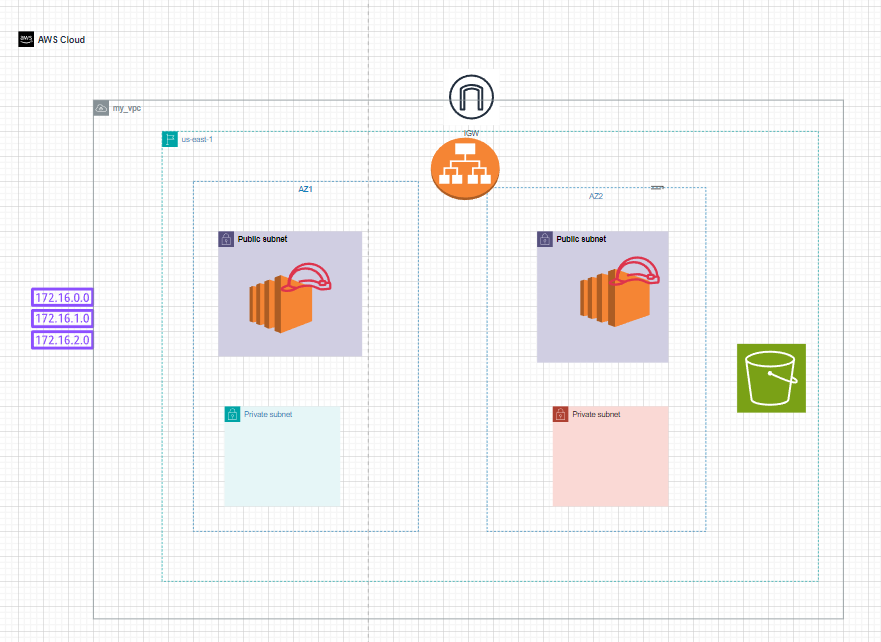 aws AWS Cloud
my_vpc
IGW
us-east-1
AZ1
AZ2
Public subnet
Public subnet
172.16.0.0
172.16.1.0
172.16.2.0
Private subnet
Private subnet